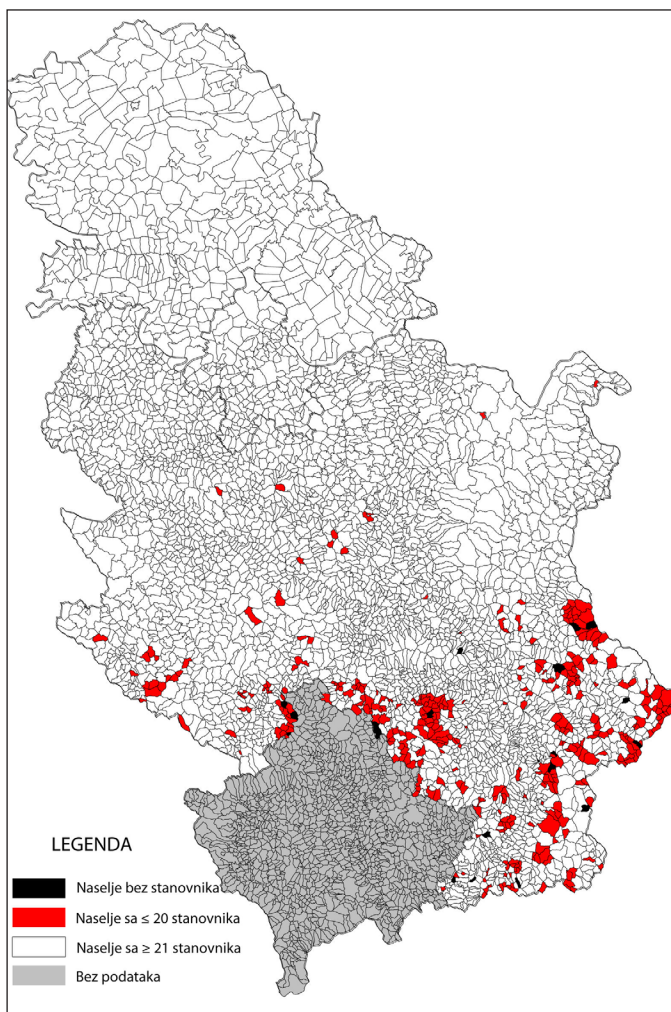 LEGENDA
Naselje bez stanovnika
Naselje sa ≤ 20 stanovnika
Naselje sa ≥ 21 stanovnika
Bez podataka